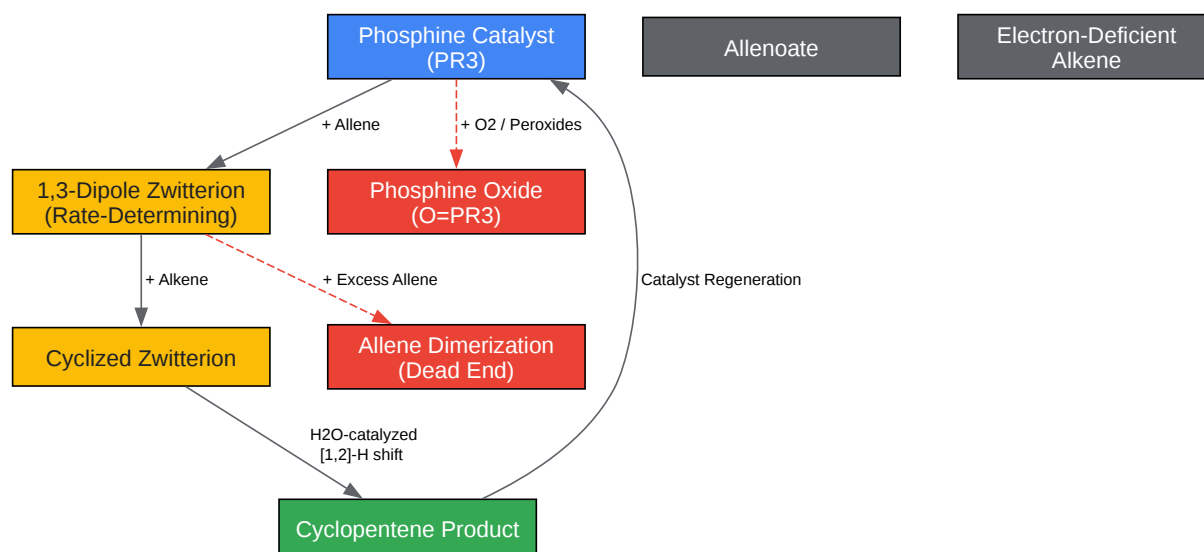 Phosphine Catalyst
(PR3)
Allenoate
Electron-Deficient
Alkene
+ Allene
+ O2 / Peroxides
1,3-Dipole Zwitterion
(Rate-Determining)
Phosphine Oxide
(O=PR3)
+ Alkene
+ Excess Allene
Catalyst Regeneration
Cyclized Zwitterion
Allene Dimerization
(Dead End)
H2O-catalyzed
[1,2]-H shift
Cyclopentene Product